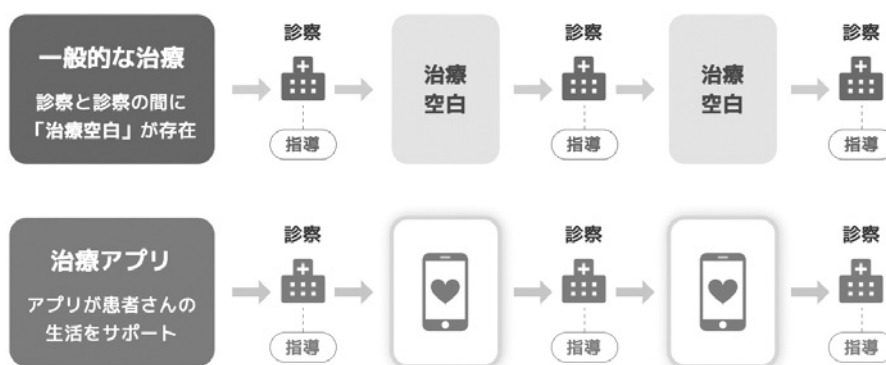 一般的な治療
診察と診察の間に
「治療空白」が存在
診察
指導
治療
空白
診察
指導
治療
空白
診察
指導
治療アプリ
アプリが患者さんの
生活をサポート
診察
指導
診察
指導
診察
指導